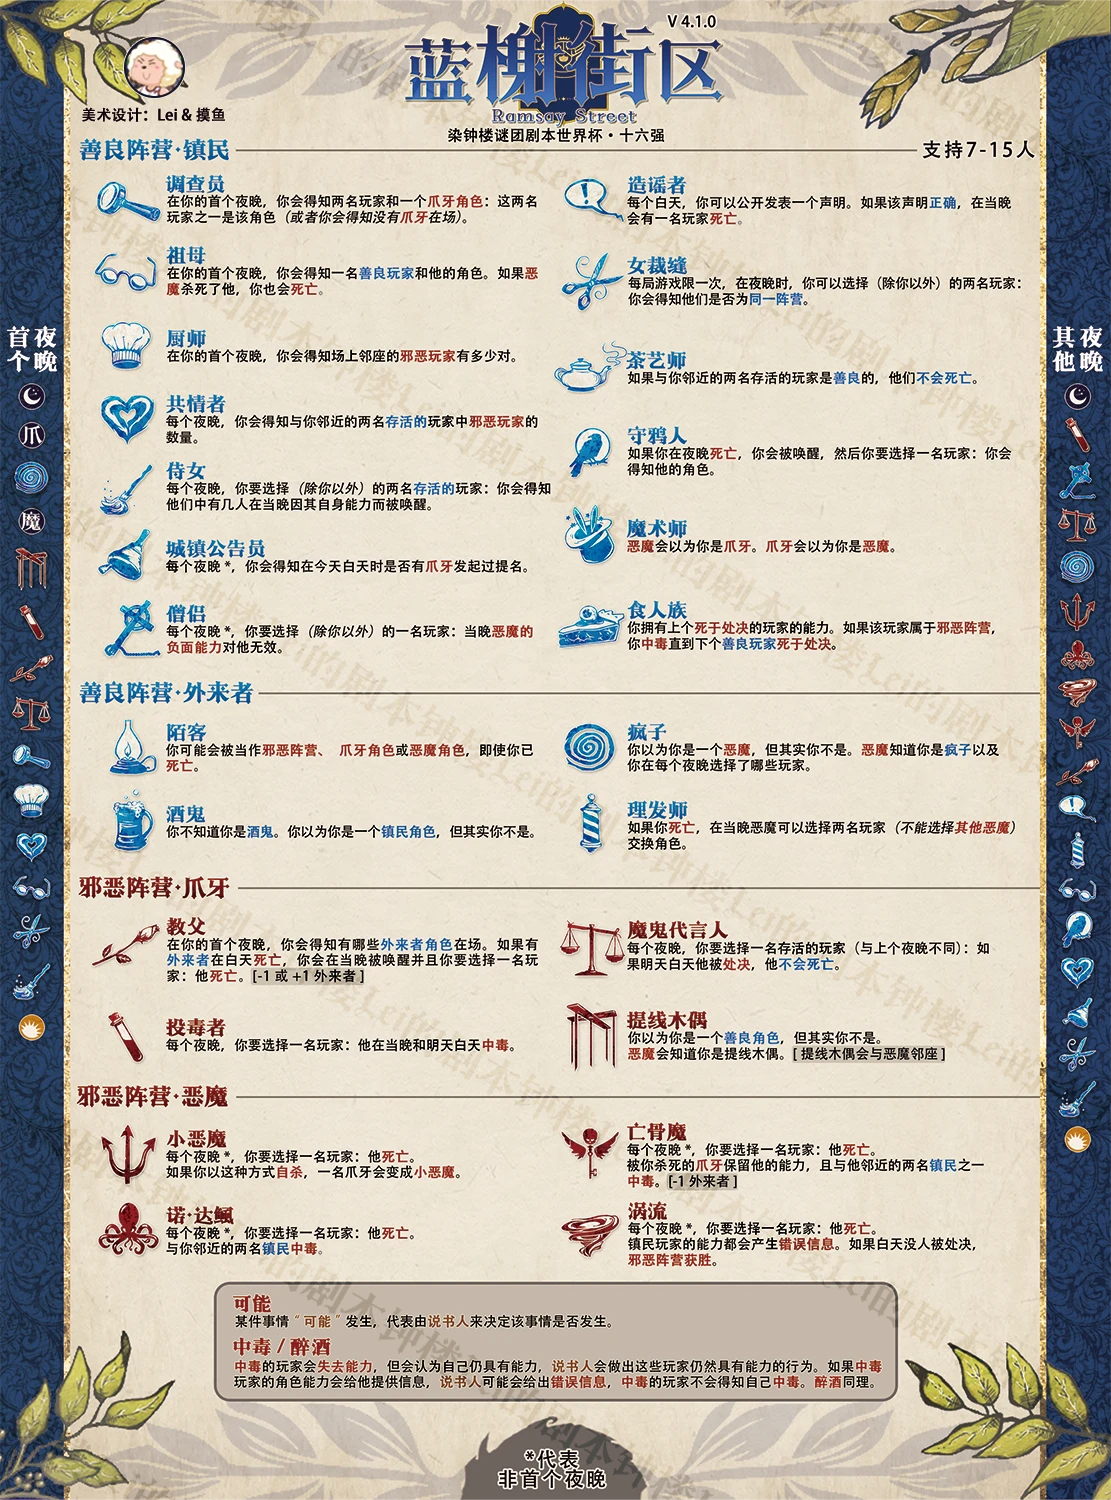 V 4.1.0
蓝榭街区
Ramsay Street
染钟楼谜团剧本世界杯·十六强
美术设计：Lei & 摸鱼
支持7-15人
善良阵营·镇民
调查员
在你的首个夜晚，你会得知两名玩家和一个爪牙角色：这两名
玩家之一是该角色（或者你会得知没有爪牙在场）。
祖母
在你的首个夜晚，你会得知一名善良玩家和他的角色。如果恶
魔杀死了他，你也会死亡。
厨师
在你的首个夜晚，你会得知场上邻座的邪恶玩家有多少对。
共情者
每个夜晚，你会得知与你邻近的两名存活的玩家中邪恶玩家的
数量。
侍女
每个夜晚，你要选择（除你以外）的两名存活的玩家：你会得知
他们中有几人在当晚因其自身能力而被唤醒。
城镇公告员
每个夜晚 *，你会得知在今天白天时是否有爪牙发起过提名。
僧侣
每个夜晚 *，你要选择（除你以外）的一名玩家：当晚恶魔的
负面能力对他无效。
造谣者
每个白天，你可以公开发表一个声明。如果该声明正确，在当晚
会有一名玩家死亡。
女裁缝
每局游戏限一次，在夜晚时，你可以选择（除你以外）的两名玩家：
你会得知他们是否为同一阵营。
茶艺师
如果与你邻近的两名存活的玩家是善良的，他们不会死亡。
守鸦人
如果你在夜晚死亡，你会被唤醒，然后你要选择一名玩家：你会
得知他的角色。
魔术师
恶魔会以为你是爪牙。爪牙会以为你是恶魔。
食人族
你拥有上个死于处决的玩家的能力。如果该玩家属于邪恶阵营，
你中毒直到下个善良玩家死于处决。
善良阵营·外来者
陌客
你可能会被当作邪恶阵营、 爪牙角色或恶魔角色，即使你已
死亡。
酒鬼
你不知道你是酒鬼。你以为你是一个镇民角色，但其实你不是。
疯子
你以为你是一个恶魔，但其实你不是。恶魔知道你是疯子以及
你在每个夜晚选择了哪些玩家。
理发师
如果你死亡，在当晚恶魔可以选择两名玩家（不能选择其他恶魔）
交换角色。
邪恶阵营·爪牙
教父
在你的首个夜晚，你会得知有哪些外来者角色在场。如果有
外来者在白天死亡，你会在当晚被唤醒并且你要选择一名玩
家：他死亡。[-1 或 +1 外来者 ]
投毒者
每个夜晚，你要选择一名玩家：他在当晚和明天白天中毒。
魔鬼代言人
每个夜晚，你要选择一名存活的玩家（与上个夜晚不同）：如
果明天白天他被处决，他不会死亡。
提线木偶
你以为你是一个善良角色，但其实你不是。
恶魔会知道你是提线木偶。[ 提线木偶会与恶魔邻座 ]
邪恶阵营·恶魔
小恶魔
每个夜晚 *，你要选择一名玩家：他死亡。
如果你以这种方式自杀，一名爪牙会变成小恶魔。
诺·达鲺
每个夜晚 *，你要选择一名玩家：他死亡。
与你邻近的两名镇民中毒。
亡骨魔
每个夜晚 *，你要选择一名玩家：他死亡。
被你杀死的爪牙保留他的能力，且与他邻近的两名镇民之一
中毒。[-1 外来者 ]
涡流
每个夜晚 *，你要选择一名玩家：他死亡。
镇民玩家的能力都会产生错误信息。如果白天没人被处决，
邪恶阵营获胜。
可能
某件事情“可能”发生，代表由说书人来决定该事情是否发生。
中毒 / 醉酒
中毒的玩家会失去能力，但会认为自己仍具有能力，说书人会做出这些玩家仍然具有能力的行为。如果中毒
玩家的角色能力会给他提供信息，说书人可能会给出错误信息，中毒的玩家不会得知自己中毒。醉酒同理。
*代表
非首个夜晚
首个夜晚
爪
魔
其他夜晚